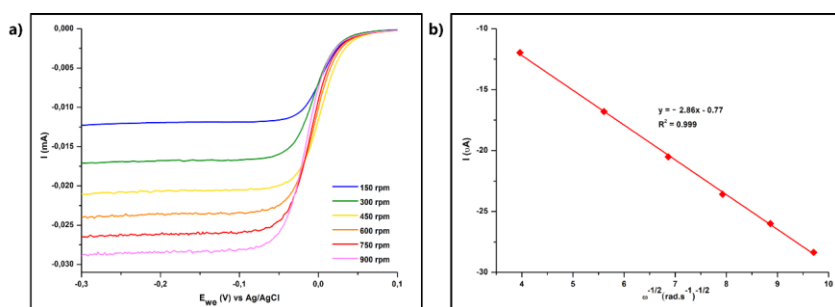 a)
I (mA)
0,000
-0,005
-0,010
-0,015
-0,020
-0,025
-0,030
150 rpm
300 rpm
450 rpm
600 rpm
750 rpm
900 rpm
-0,3
-0,2
-0,1
0,0
0,1
E_WO (V) vs Ag/AgCl
b)
I (uA)
-10
-15
-20
-25
-30
y = - 2.86x - 0.77
R² = 0.999
4
5
6
7
8
9
10
ω^-1/2 (rad.s^-1)^-1/2